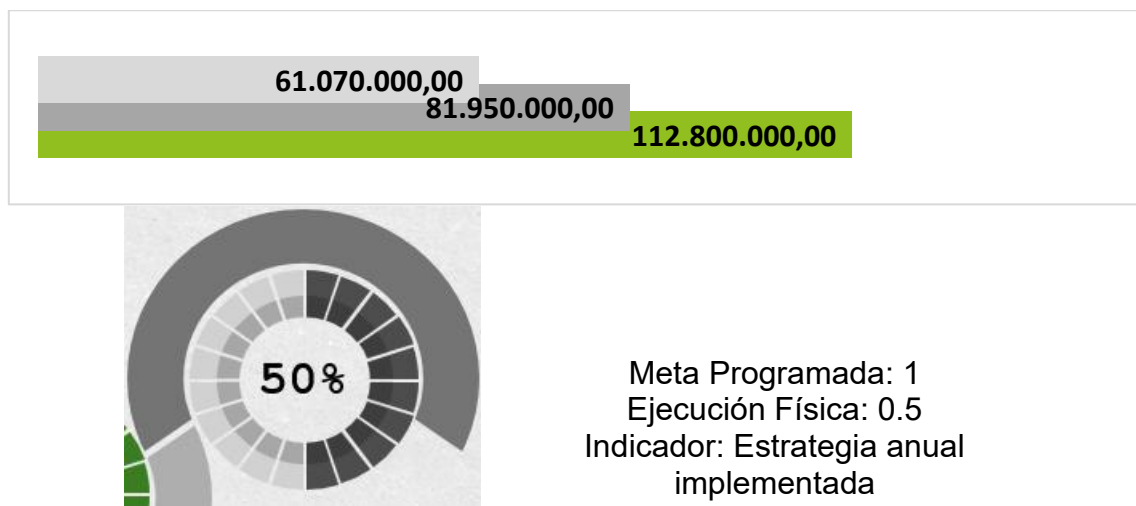 61.070.000,00
81.950.000,00
112.800.000,00
50%
Meta Programada: 1
Ejecución Física: 0.5
Indicador: Estrategia anual
implementada